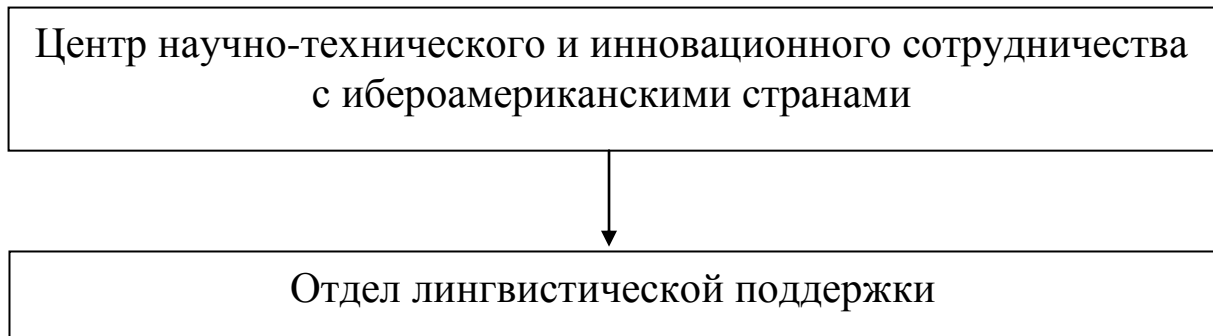 Центр научно-технического и инновационного сотрудничества
с ибероамериканскими странами
Отдел лингвистической поддержки